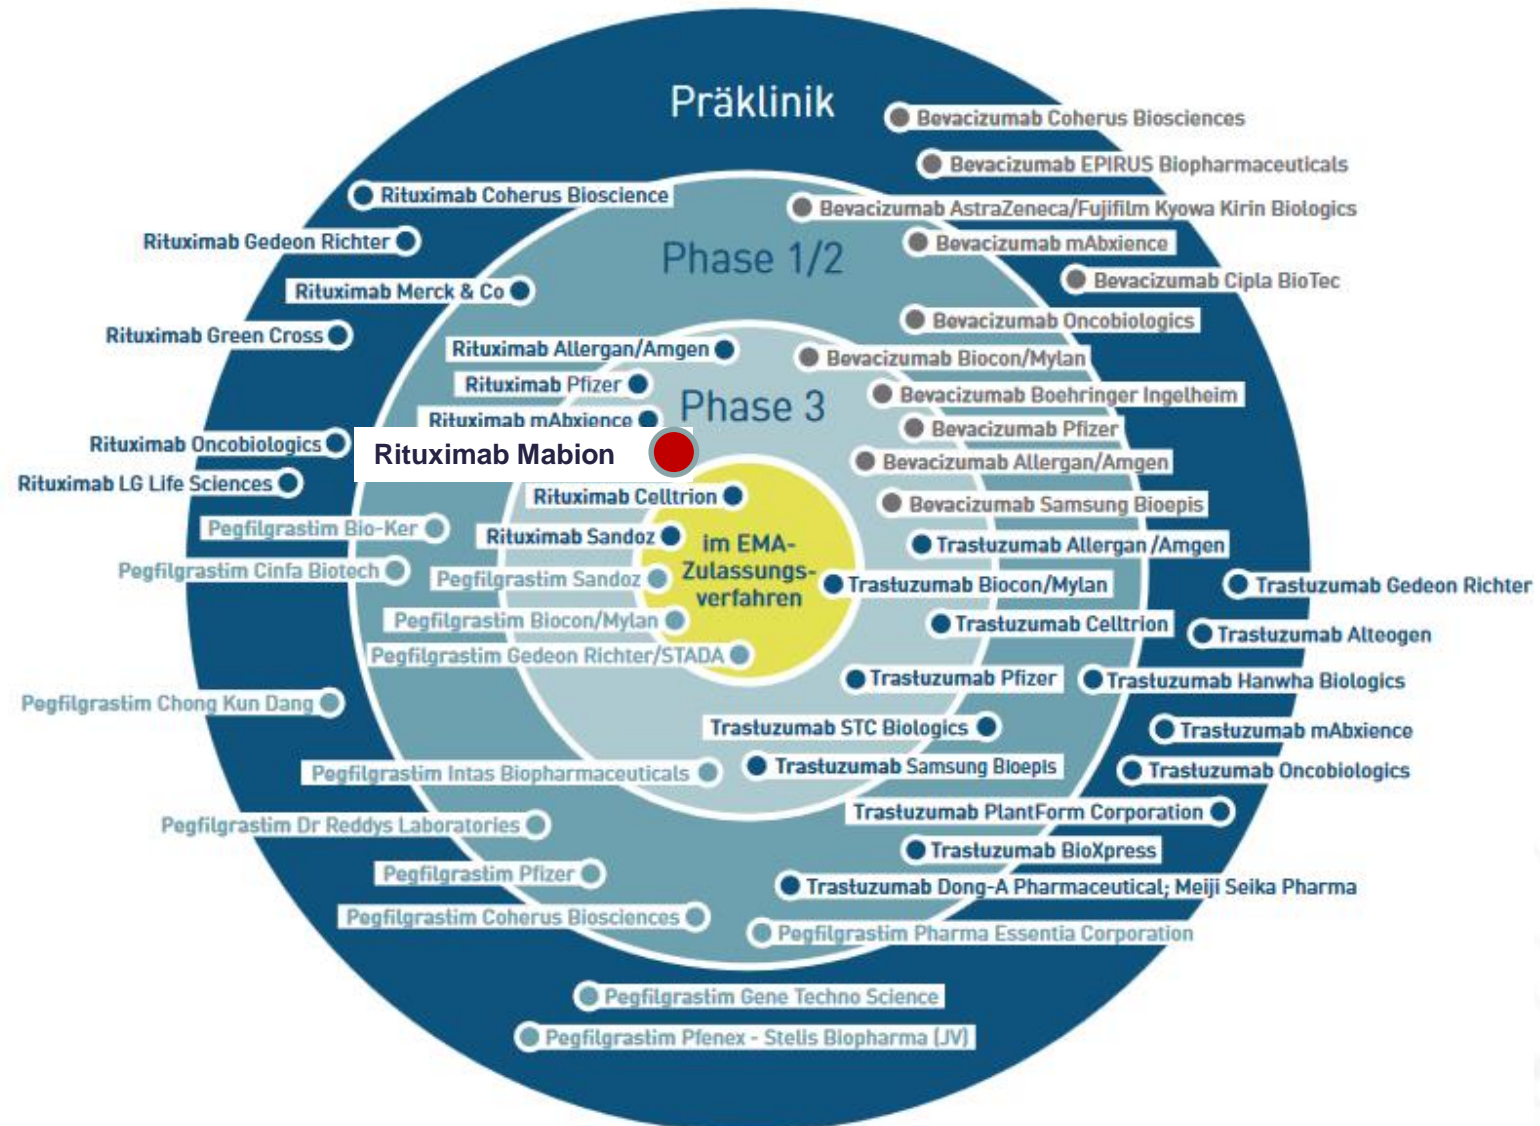 Präklinik
Bevacizumab Coherus Biosciences
Bevacizumab EPIRUS Biopharmaceuticals
Rituximab Coherus Bioscience
Bevacizumab AstraZeneca/Fujifilm Kyowa Kirin Biologics
Rituximab Gedeon Richter
Bevacizumab mAbxience
Phase 1/2
Bevacizumab Cipla BioTec
Rituximab Merck & Co
Bevacizumab Oncobiologics
Rituximab Green Cross
Rituximab Allergan/Amgen
Bevacizumab Biocon/Mylan
Rituximab Pfizer
Bevacizumab Boehringer Ingelheim
Phase 3
Rituximab mAbxience
Bevacizumab Pfizer
Rituximab Oncobiologics
Rituximab Mabion
Bevacizumab Allergan/Amgen
Rituximab LG Life Sciences
Rituximab Celltrion
Bevacizumab Samsung Bioepis
Pegfilgrastim Bio-Ker
Rituximab Sandoz
im EMA-
Zulassungs-
verfahren
Trastuzumab Allergan /Amgen
Pegfilgrastim Cinfa Biotech
Pegfilgrastim Sandoz
Trastuzumab Biocon/Mylan
Trastuzumab Gedeon Richter
Pegfilgrastim Biocon/Mylan
Trastuzumab Celltrion
Trastuzumab Alteogen
Pegfilgrastim Gedeon Richter/STADA
Trastuzumab Pfizer
Trastuzumab Hanwha Biologics
Pegfilgrastim Chong Kun Dang
Trastuzumab STC Biologics
Trastuzumab mAbxience
Pegfilgrastim Intas Biopharmaceuticals
Trastuzumab Samsung Bioepis
Trastuzumab Oncobiologics
Trastuzumab PlantForm Corporation
Pegfilgrastim Dr Reddys Laboratories
Trastuzumab BioXpress
Pegfilgrastim Pfizer
Trastuzumab Dong-A Pharmaceutical; Meiji Seika Pharma
Pegfilgrastim Coherus Biosciences
Pegfilgrastim Pharma Essentia Corporation
Pegfilgrastim Gene Techno Science
Pegfilgrastim Pfenex - Stelis Biopharma (JV)